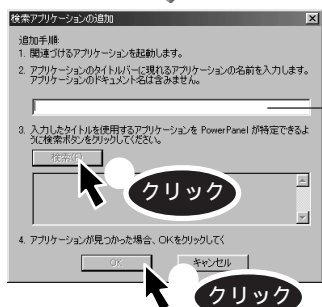 検索アプリケーションの追加
追加手順:
1. 関連づけるアプリケーションを起動します。
2. アプリケーションのタイトルバーに現れるアプリケーションの名前を入力します。
アプリケーションのドキュメント名は含みません。
3. 入力したタイトルを使用するアプリケーションを PowerPanel が特定できるよ
うに検索ボタンをクリックしてください。
検索(F)
クリック
4. アプリケーションが見つかった場合、OKをクリックしてく
OK
キャンセル
クリック